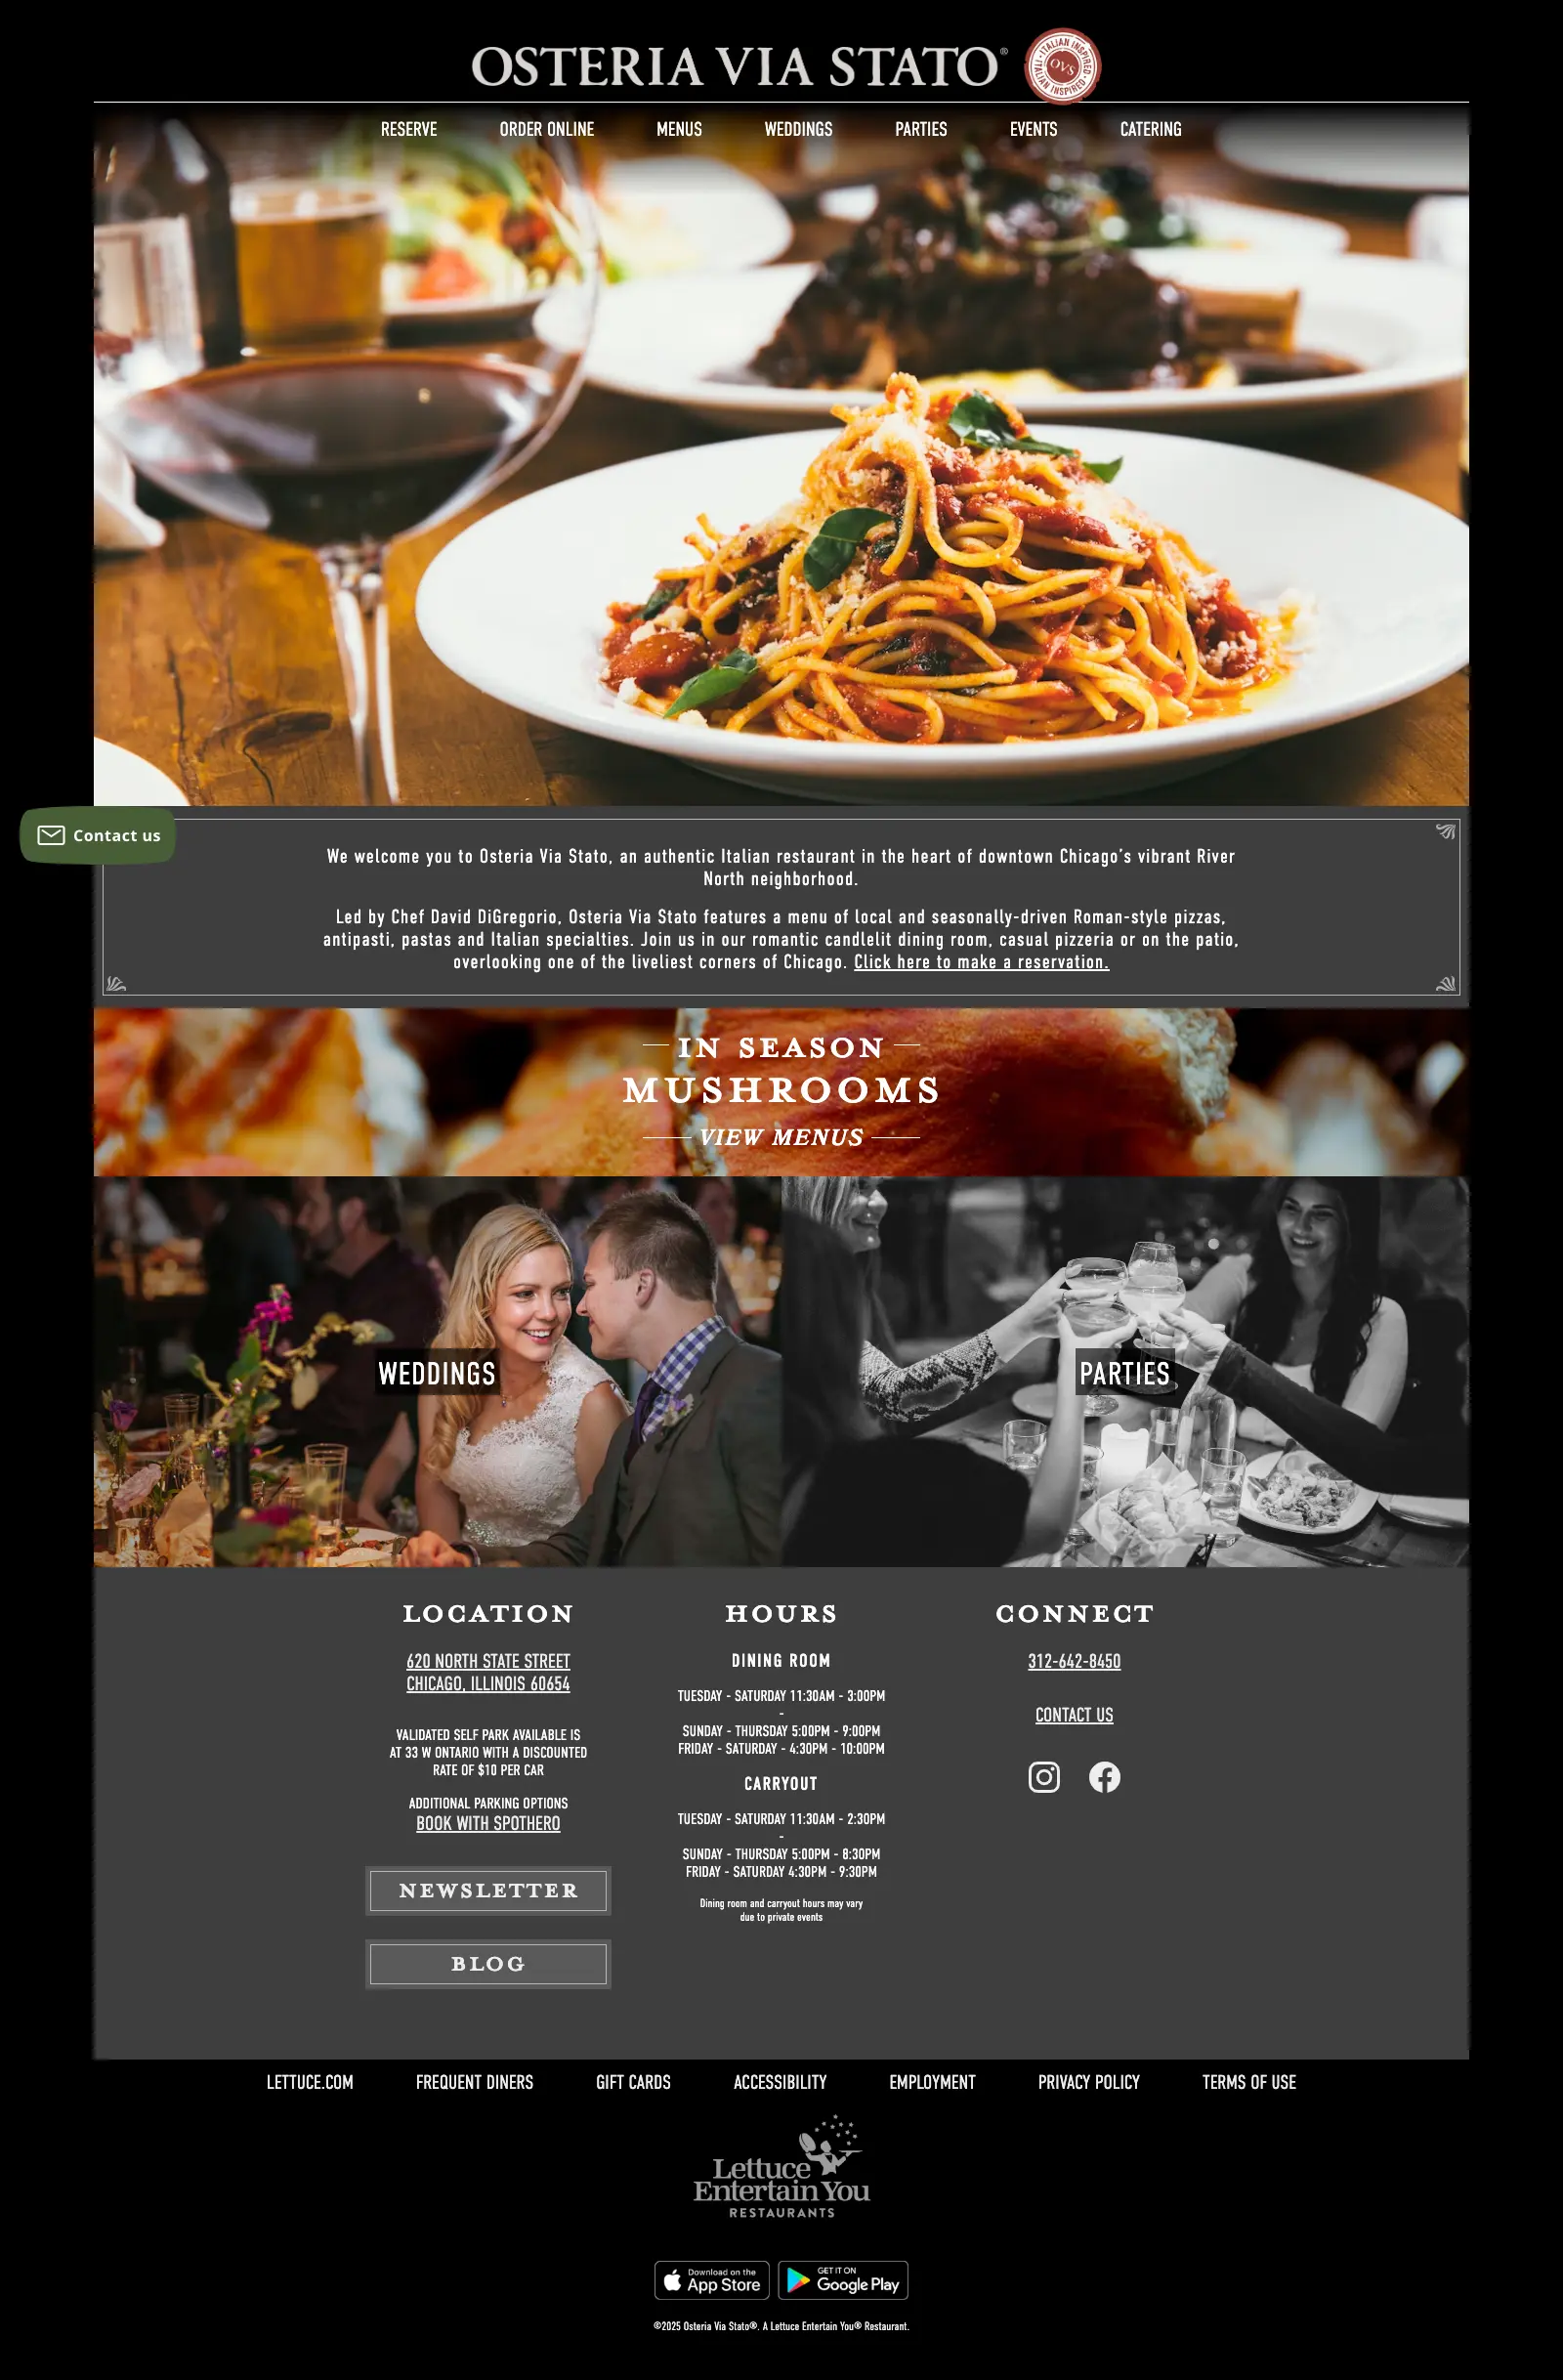 OSTERIA VIA STATO®
ITALIAN INSPIRED · ITALIAN INSPIRED ·
OVS
RESERVE ORDER ONLINE MENUS WEDDINGS PARTIES EVENTS CATERING
Contact us
We welcome you to Osteria Via Stato, an authentic Italian restaurant in the heart of downtown Chicago's vibrant River
North neighborhood.
Led by Chef David DiGregorio, Osteria Via Stato features a menu of local and seasonally-driven Roman-style pizzas,
antipasti, pastas and Italian specialties. Join us in our romantic candlelit dining room, casual pizzeria or on the patio,
overlooking one of the liveliest corners of Chicago. Click here to make a reservation.
IN SEASON
MUSHROOMS
VIEW MENUS
WEDDINGS
PARTIES
LOCATION
620 NORTH STATE STREET
CHICAGO, ILLINOIS 60654
VALIDATED SELF PARK AVAILABLE IS
AT 33 W ONTARIO WITH A DISCOUNTED
RATE OF $10 PER CAR
ADDITIONAL PARKING OPTIONS
BOOK WITH SPOTHERO
NEWSLETTER
BLOG
HOURS
DINING ROOM
TUESDAY - SATURDAY 11:30AM - 3:00PM
-
SUNDAY - THURSDAY 5:00PM - 9:00PM
FRIDAY - SATURDAY - 4:30PM - 10:00PM
CARRYOUT
TUESDAY - SATURDAY 11:30AM - 2:30PM
-
SUNDAY - THURSDAY 5:00PM - 8:30PM
FRIDAY - SATURDAY 4:30PM - 9:30PM
Dining room and carryout hours may vary
due to private events
CONNECT
312-642-8450
CONTACT US
LETTUCE.COM FREQUENT DINERS GIFT CARDS ACCESSIBILITY EMPLOYMENT PRIVACY POLICY TERMS OF USE
Lettuce
Entertain You
RESTAURANTS
Download on the
App Store
GET IT ON
Google Play
©2025 Osteria Via Stato®. A Lettuce Entertain You® Restaurant.